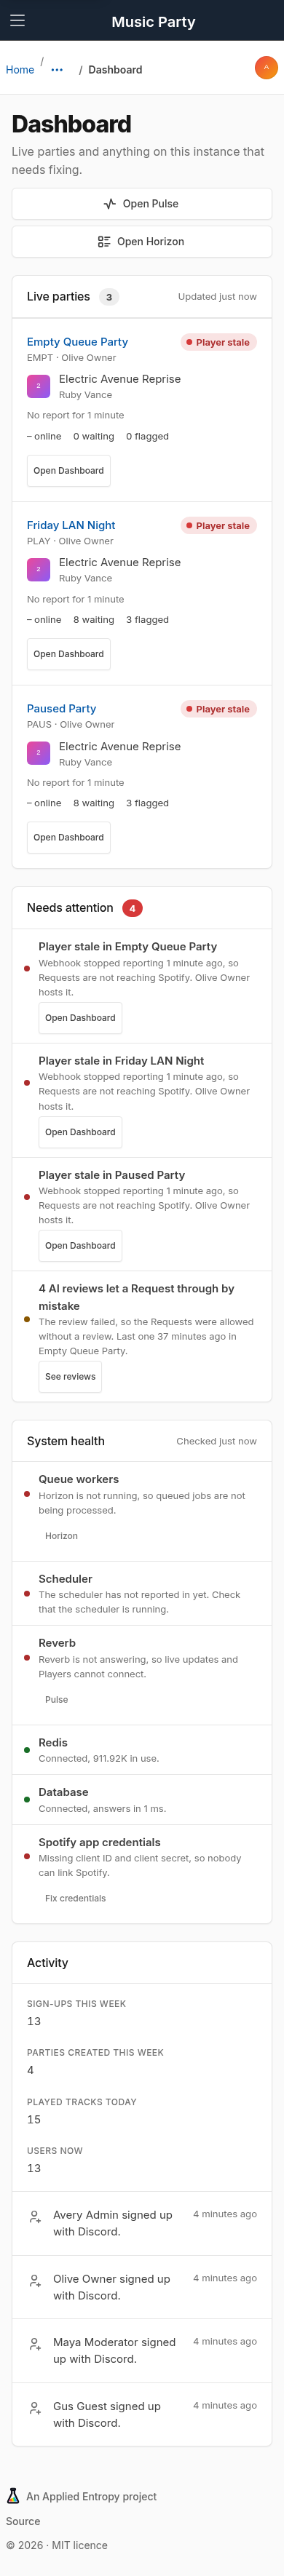 Music Party
Home / ••• / Dashboard
A
Dashboard
Live parties and anything on this instance that
needs fixing.
Open Pulse
Open Horizon
Live parties 3 Updated just now
Empty Queue Party Player stale
EMPT · Olive Owner
2 Electric Avenue Reprise
Ruby Vance
No report for 1 minute
– online 0 waiting 0 flagged
Open Dashboard
Friday LAN Night Player stale
PLAY · Olive Owner
2 Electric Avenue Reprise
Ruby Vance
No report for 1 minute
– online 8 waiting 3 flagged
Open Dashboard
Paused Party Player stale
PAUS · Olive Owner
2 Electric Avenue Reprise
Ruby Vance
No report for 1 minute
– online 8 waiting 3 flagged
Open Dashboard
Needs attention 4
Player stale in Empty Queue Party
Webhook stopped reporting 1 minute ago, so
Requests are not reaching Spotify. Olive Owner
hosts it.
Open Dashboard
Player stale in Friday LAN Night
Webhook stopped reporting 1 minute ago, so
Requests are not reaching Spotify. Olive Owner
hosts it.
Open Dashboard
Player stale in Paused Party
Webhook stopped reporting 1 minute ago, so
Requests are not reaching Spotify. Olive Owner
hosts it.
Open Dashboard
4 AI reviews let a Request through by
mistake
The review failed, so the Requests were allowed
without a review. Last one 37 minutes ago in
Empty Queue Party.
See reviews
System health Checked just now
Queue workers
Horizon is not running, so queued jobs are not
being processed.
Horizon
Scheduler
The scheduler has not reported in yet. Check
that the scheduler is running.
Reverb
Reverb is not answering, so live updates and
Players cannot connect.
Pulse
Redis
Connected, 911.92K in use.
Database
Connected, answers in 1 ms.
Spotify app credentials
Missing client ID and client secret, so nobody
can link Spotify.
Fix credentials
Activity
SIGN-UPS THIS WEEK
13
PARTIES CREATED THIS WEEK
4
PLAYED TRACKS TODAY
15
USERS NOW
13
Avery Admin signed up 4 minutes ago
with Discord.
Olive Owner signed up 4 minutes ago
with Discord.
Maya Moderator signed 4 minutes ago
up with Discord.
Gus Guest signed up 4 minutes ago
with Discord.
An Applied Entropy project
Source
© 2026 · MIT licence